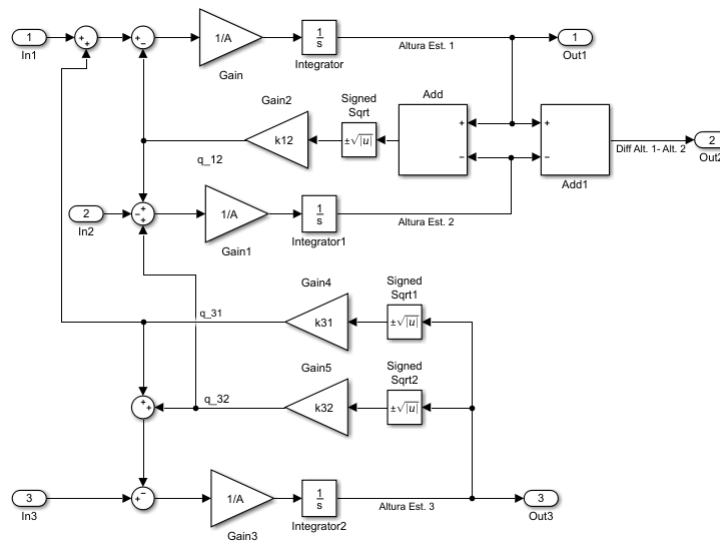 1
In1
+
+
+
−
1/A
Gain
1
s
Integrator
Altura Est. 1
1
Out1
Gain2
k12
q_12
Signed
Sqrt
±√|u|
Add
+
−
+
−
Add1
Diff Alt. 1- Alt. 2
2
Out2
2
In2
−
+
+
1/A
Gain1
1
s
Integrator1
Altura Est. 2
Gain4
k31
q_31
Signed
Sqrt1
±√|u|
Gain5
k32
q_32
Signed
Sqrt2
±√|u|
+
+
3
In3
+
−
1/A
Gain3
1
s
Integrator2
Altura Est. 3
3
Out3